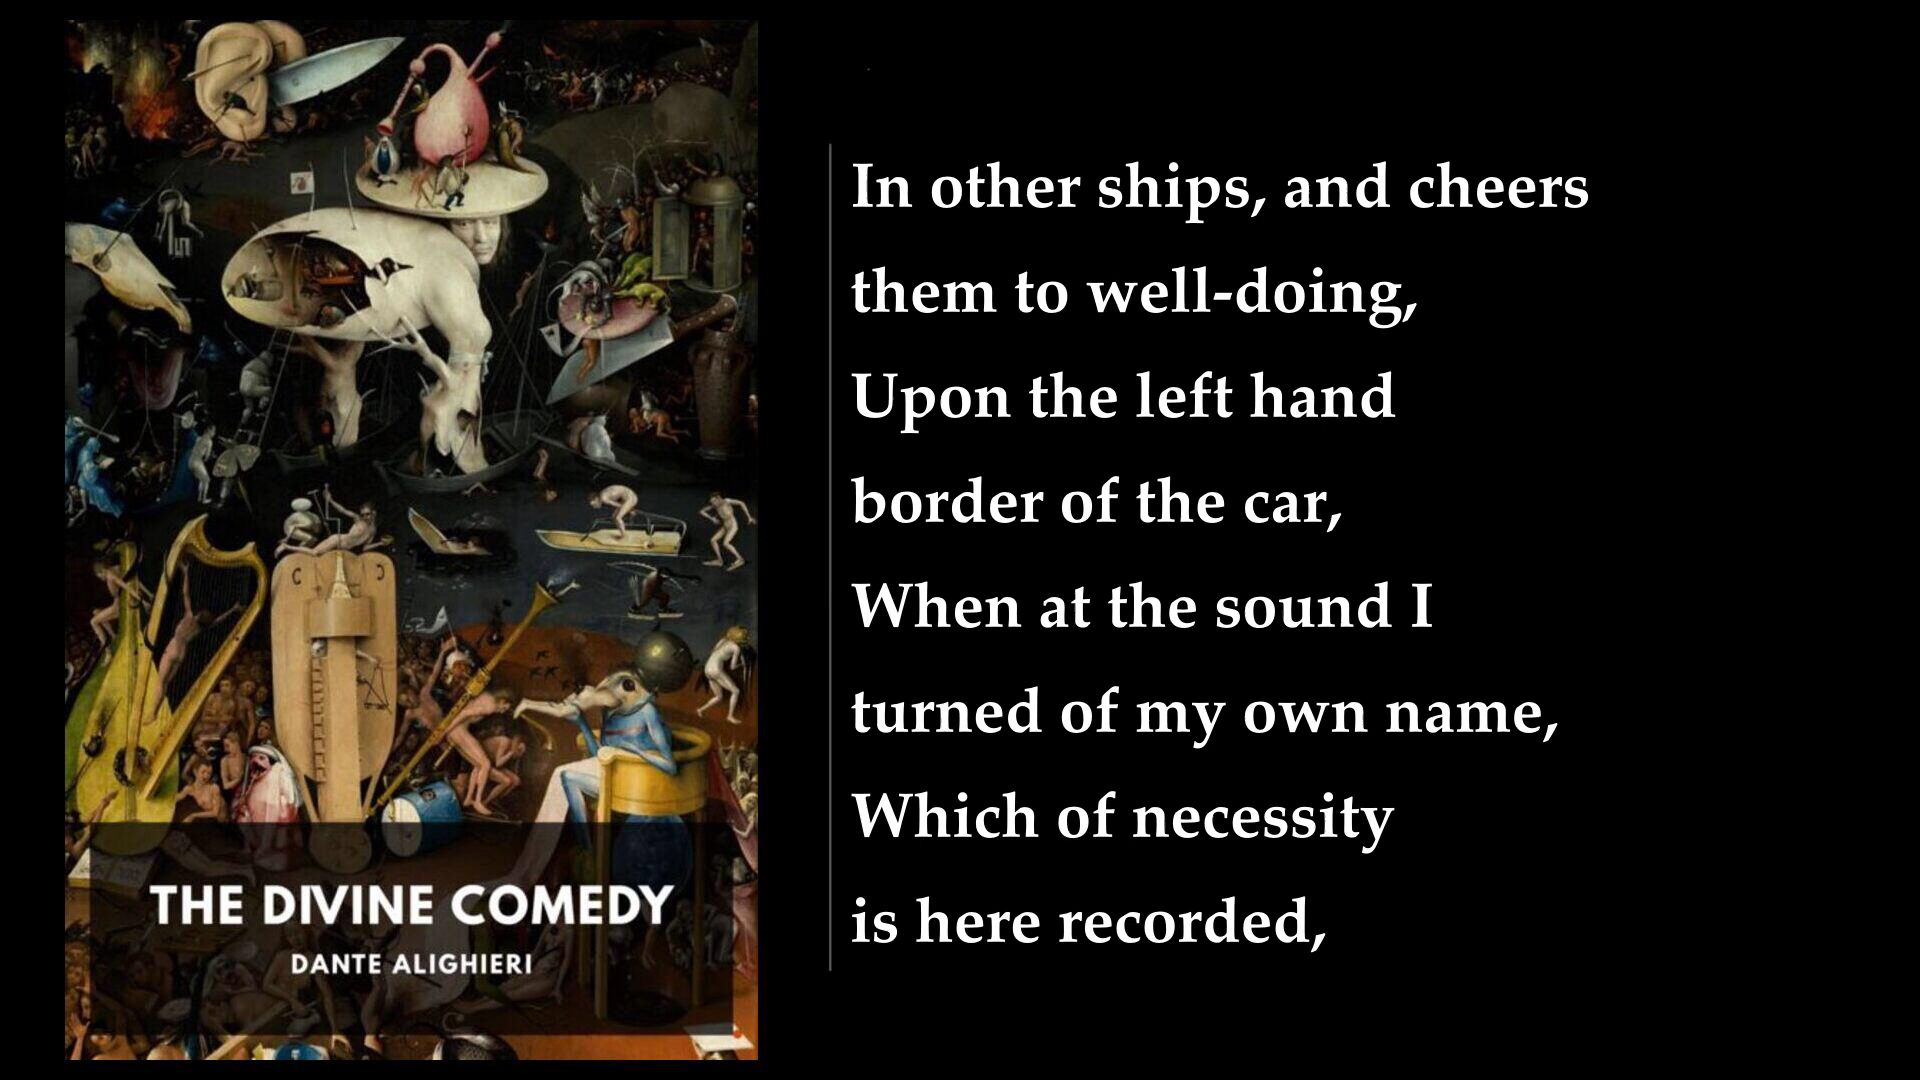 THE DIVINE COMEDY
DANTE ALIGHIERI
In other ships, and cheers
them to well-doing,
Upon the left hand
border of the car,
When at the sound I
turned of my own name,
Which of necessity
is here recorded,